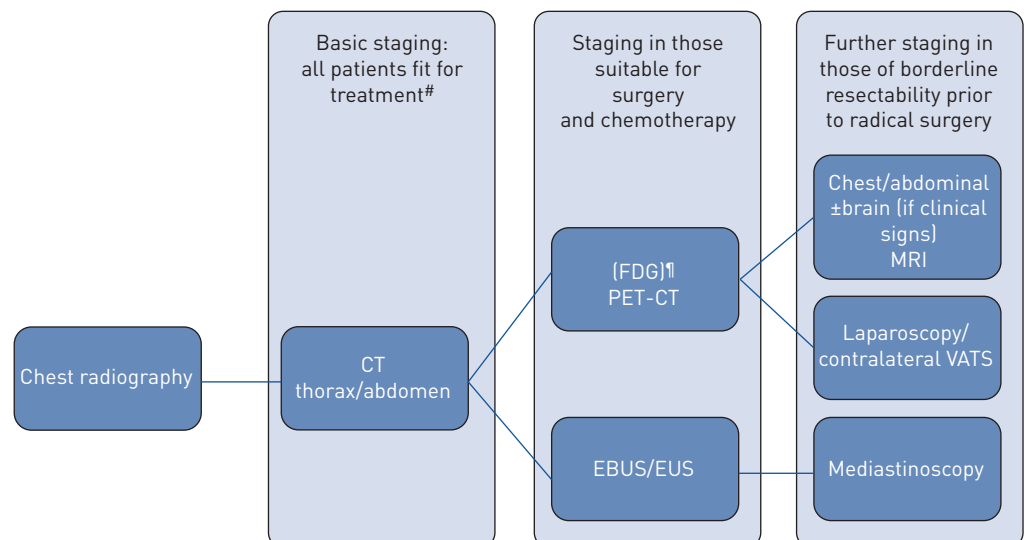 Basic staging:
all patients fit for
treatment#
Staging in those
suitable for
surgery
and chemotherapy
Further staging in
those of borderline
resectability prior
to radical surgery
Chest radiography
CT
thorax/abdomen
(FDG)¶
PET-CT
EBUS/EUS
Chest/abdominal
±brain (if clinical
signs)
MRI
Laparoscopy/
contralateral VATS
Mediastinoscopy